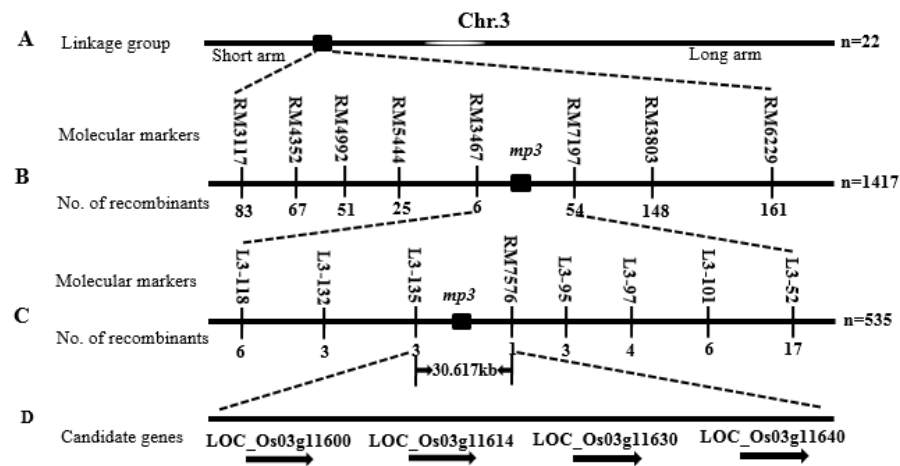 Chr.3
A Linkage group n=22
Short arm Long arm
Molecular markers RM3117 RM4352 RM4992 RM5444 RM3467 mp3 RM7197 RM3803 RM6229
B n=1417
No. of recombinants 83 67 51 25 6 54 148 161
Molecular markers L3-118 L3-132 L3-135 mp3 RM7576 L3-95 L3-97 L3-101 L3-52
C n=535
No. of recombinants 6 3 3 1 3 4 6 17
30.617kb
D
Candidate genes LOC_Os03g11600 LOC_Os03g11614 LOC_Os03g11630 LOC_Os03g11640